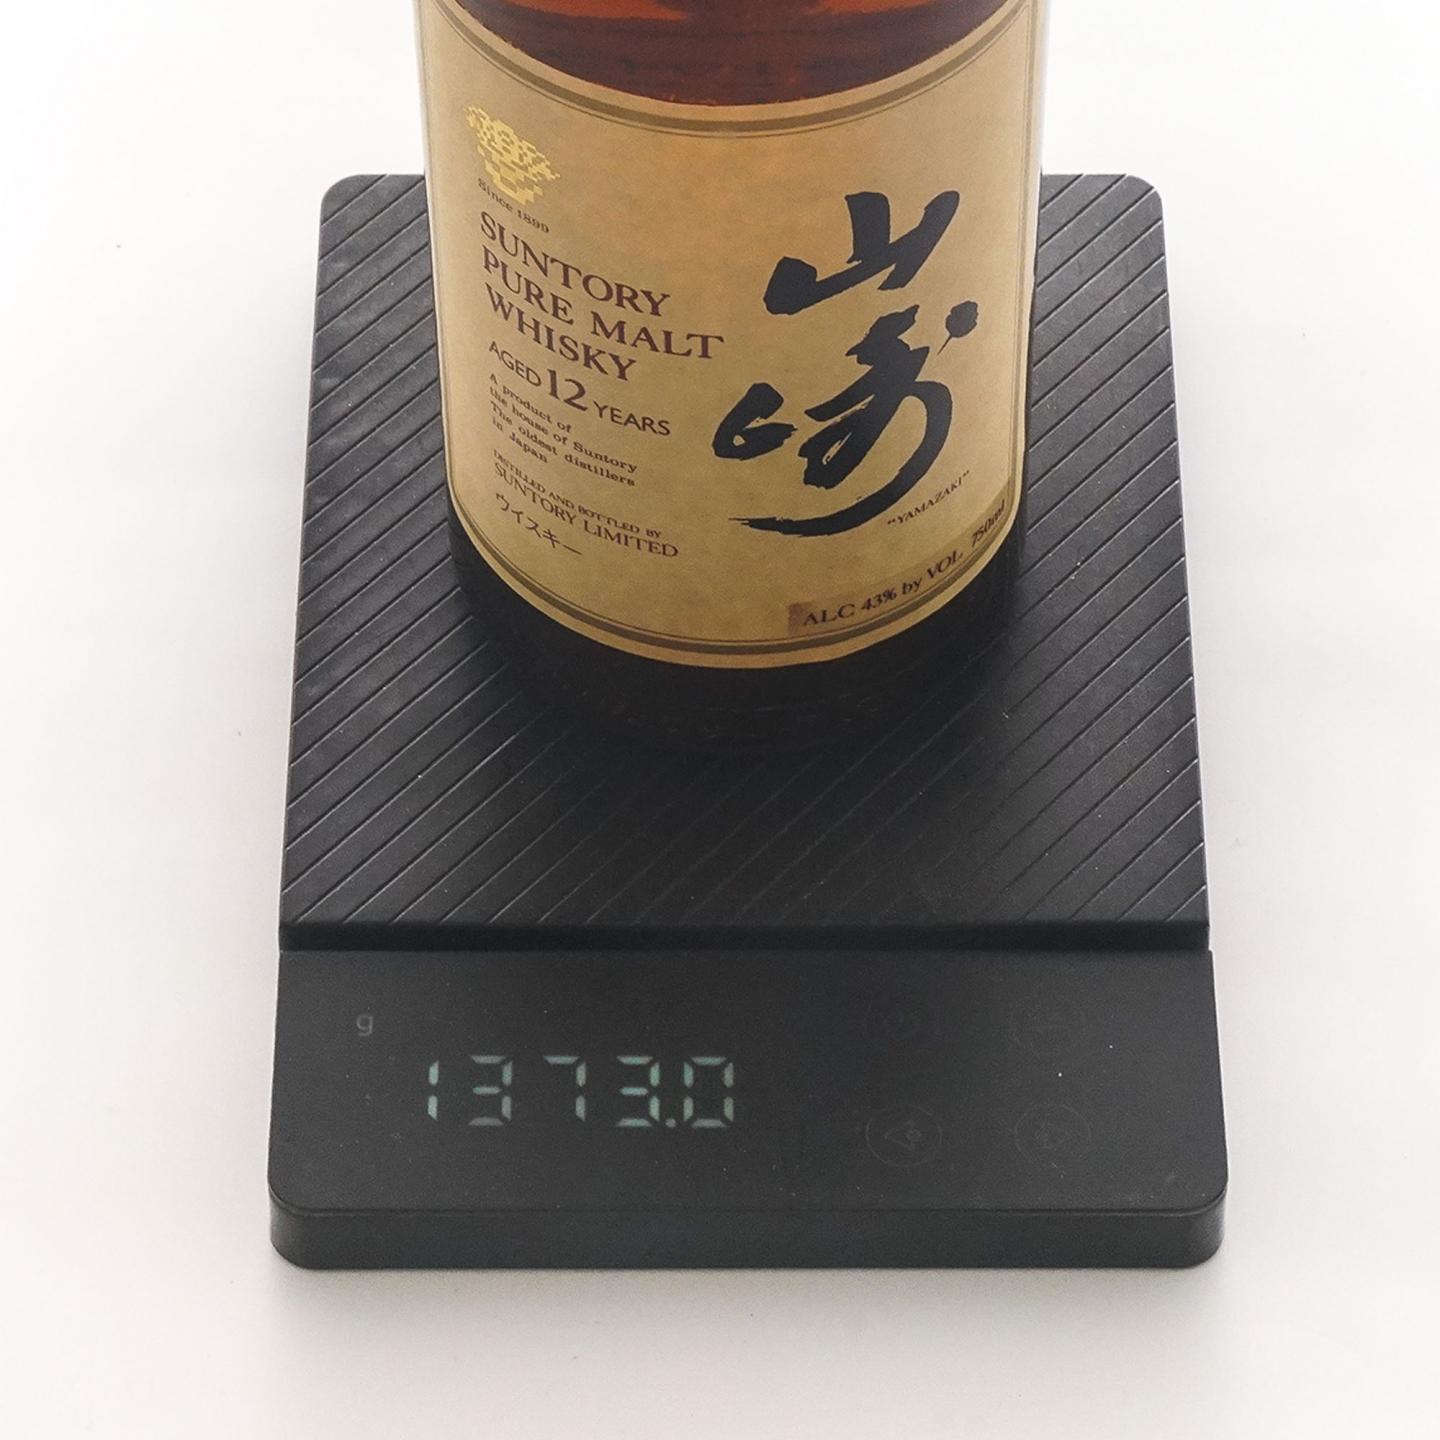 Since 1899
SUNTORY
PURE MALT
WHISKY
AGED 12 YEARS
A product of
the house of Suntory
The oldest distillers
in Japan
DISTILLED AND BOTTLED BY
SUNTORY LIMITED
ウイスキー
山崎
"YAMAZAKI"
ALC 43% by VOL 750ml
g
1373.0